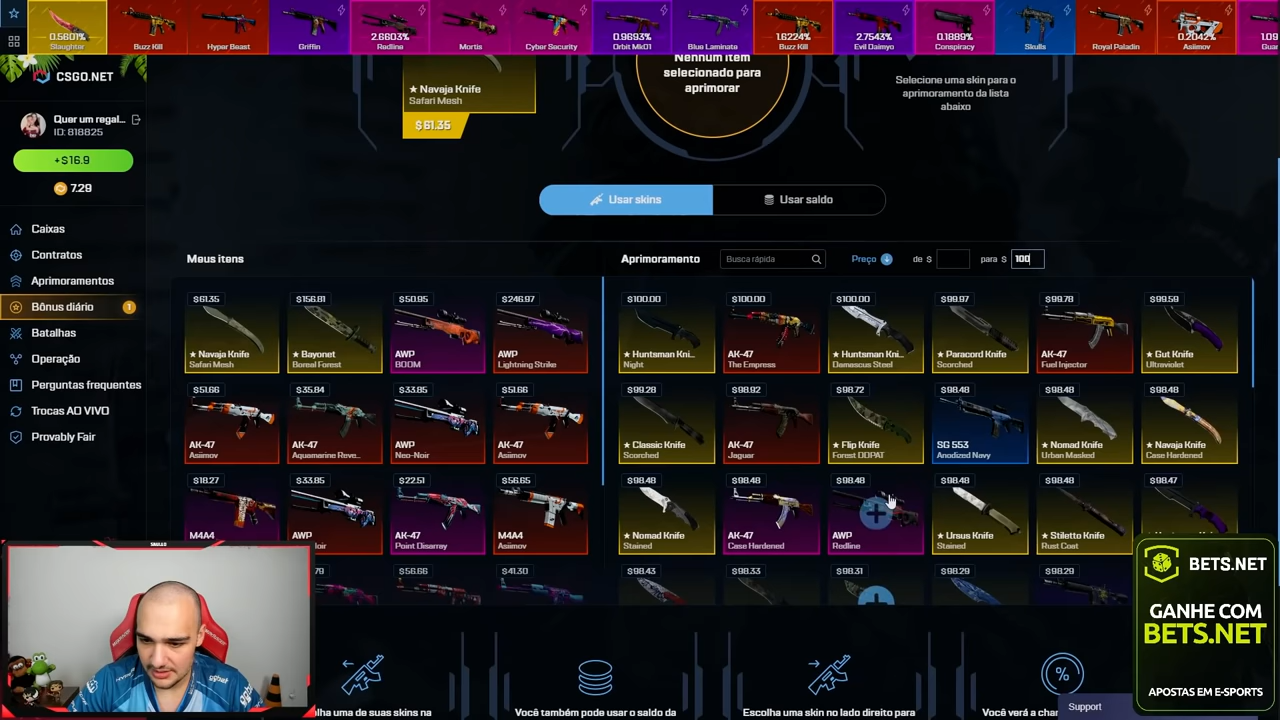 0.5601%
Slaughter
Buzz Kill
Hyper Beast
Griffin
2.6603%
Redline
Mortis
Cyber Security
0.9693%
Orbit Mk01
Blue Laminate
1.6224%
Buzz Kill
2.7543%
Evil Daimyo
0.1889%
Conspiracy
Skulls
Royal Paladin
0.2042%
Asiimov
1.09
CSGO.NET
Quer um regal...
ID: 818825
+$16.9
7.29
Caixas
Contratos
Aprimoramentos
Bônus diário
1
Batalhas
Operação
Perguntas frequentes
Trocas AO VIVO
Provably Fair
★ Navaja Knife
Safari Mesh
$61.35
Nenhum item
selecionado para
aprimorar
Selecione uma skin para o
aprimoramento da lista
abaixo
Usar skins
Usar saldo
Meus itens
Aprimoramento
Busca rápida
Preço
de $
para $
100
$61.35
★ Navaja Knife
Safari Mesh
$156.81
★ Bayonet
Boreal Forest
$50.95
AWP
BOOM
$246.97
AWP
Lightning Strike
$51.66
AK-47
Asiimov
$35.84
AK-47
Aquamarine Reve...
$33.85
AWP
Neo-Noir
$51.66
AK-47
Asiimov
$18.27
M4A4
$33.85
AWP
$22.51
AK-47
Point Disarray
$56.65
M4A4
Asiimov
$56.66
$41.30
$100.00
★ Huntsman Kni...
Night
$100.00
AK-47
The Empress
$100.00
★ Huntsman Kni...
Damascus Steel
$99.97
★ Paracord Knife
Scorched
$99.78
AK-47
Fuel Injector
$99.59
★ Gut Knife
Ultraviolet
$99.28
★ Classic Knife
Scorched
$98.92
AK-47
Jaguar
$98.72
★ Flip Knife
Forest DDPAT
$98.48
SG 553
Anodized Navy
$98.48
★ Nomad Knife
Urban Masked
$98.48
★ Navaja Knife
Case Hardened
$98.48
★ Nomad Knife
Stained
$98.48
AK-47
Case Hardened
$98.48
AWP
Redline
$98.48
★ Ursus Knife
Stained
$98.48
★ Stiletto Knife
Rust Coat
$98.47
$98.43
$98.33
$98.31
$98.29
$98.29
uma de suas skins na
Você também pode usar o saldo da
Escolha uma skin no lado direito para
Support
BETS.NET
GANHE COM
BETS.NET
APOSTAS EM E-SPORTS